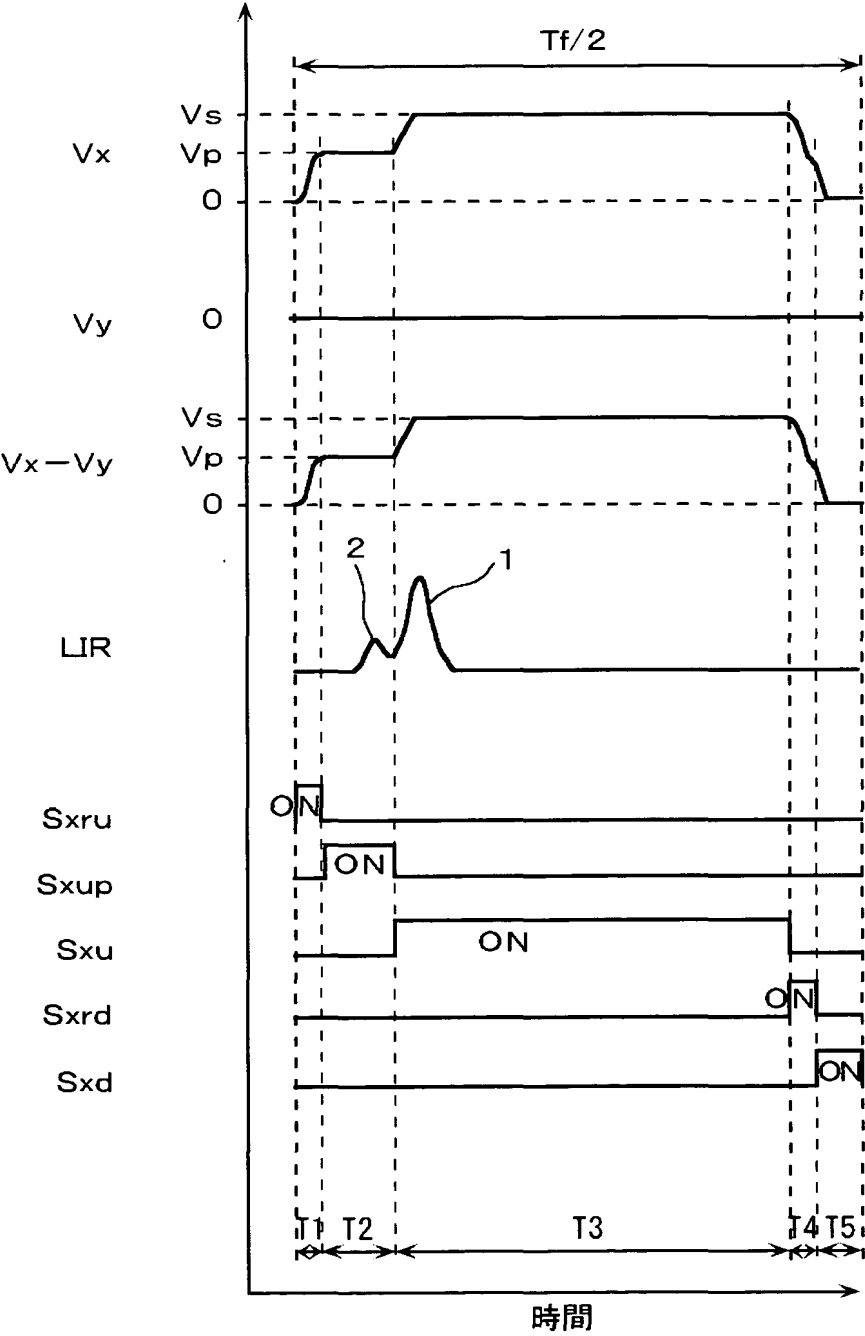 Tf/2
Vs
Vx
Vp
0
Vy
0
Vs
Vx−Vy
Vp
0
2
1
LIR
Sxru
ON
Sxup
ON
Sxu
ON
Sxrd
ON
Sxd
ON
T1 T2 T3 T4 T5
時間